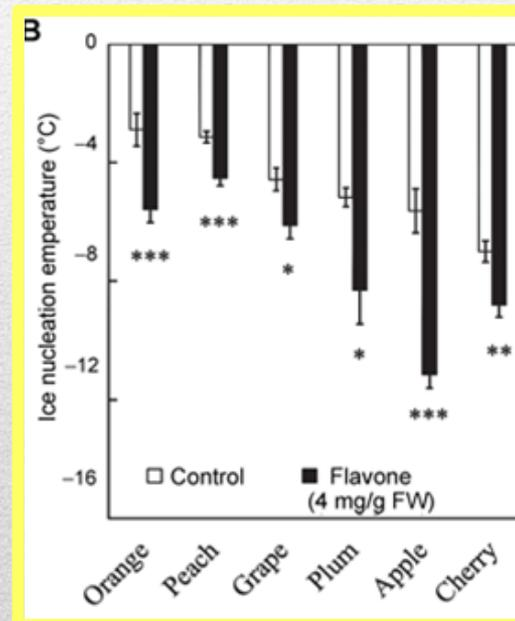 B
0
−4
−8
−12
−16
Ice nucleation emperature (°C)
***
***
*
*
***
**
Control
Flavone
(4 mg/g FW)
Orange
Peach
Grape
Plum
Apple
Cherry